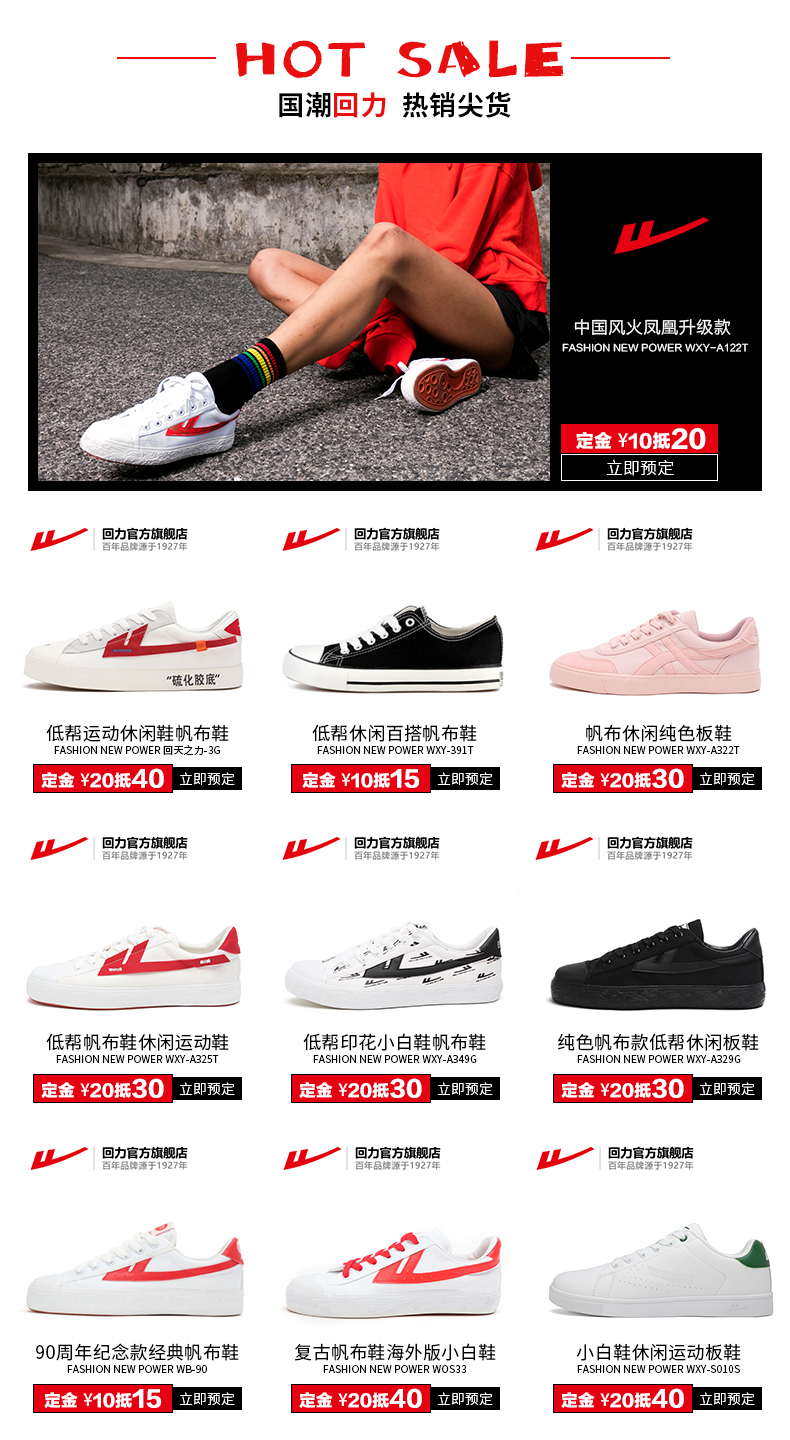 HOT SALE
国潮回力 热销尖货
中国风火凤凰升级款
FASHION NEW POWER WXY-A122T
定金 ¥10抵20
立即预定
回力官方旗舰店
百年品牌源于1927年
回力官方旗舰店
百年品牌源于1927年
回力官方旗舰店
百年品牌源于1927年
“硫化胶底”
低帮运动休闲鞋帆布鞋
FASHION NEW POWER 回天之力-3G
定金 ¥20抵40 立即预定
低帮休闲百搭帆布鞋
FASHION NEW POWER WXY-391T
定金 ¥10抵15 立即预定
帆布休闲纯色板鞋
FASHION NEW POWER WXY-A322T
定金 ¥20抵30 立即预定
回力官方旗舰店
百年品牌源于1927年
回力官方旗舰店
百年品牌源于1927年
回力官方旗舰店
百年品牌源于1927年
低帮帆布鞋休闲运动鞋
FASHION NEW POWER WXY-A325T
定金 ¥20抵30 立即预定
低帮印花小白鞋帆布鞋
FASHION NEW POWER WXY-A349G
定金 ¥20抵30 立即预定
纯色帆布款低帮休闲板鞋
FASHION NEW POWER WXY-A329G
定金 ¥20抵30 立即预定
回力官方旗舰店
百年品牌源于1927年
回力官方旗舰店
百年品牌源于1927年
回力官方旗舰店
百年品牌源于1927年
90周年纪念款经典帆布鞋
FASHION NEW POWER WB-90
定金 ¥10抵15 立即预定
复古帆布鞋海外版小白鞋
FASHION NEW POWER WOS33
定金 ¥20抵40 立即预定
小白鞋休闲运动板鞋
FASHION NEW POWER WXY-S010S
定金 ¥20抵40 立即预定